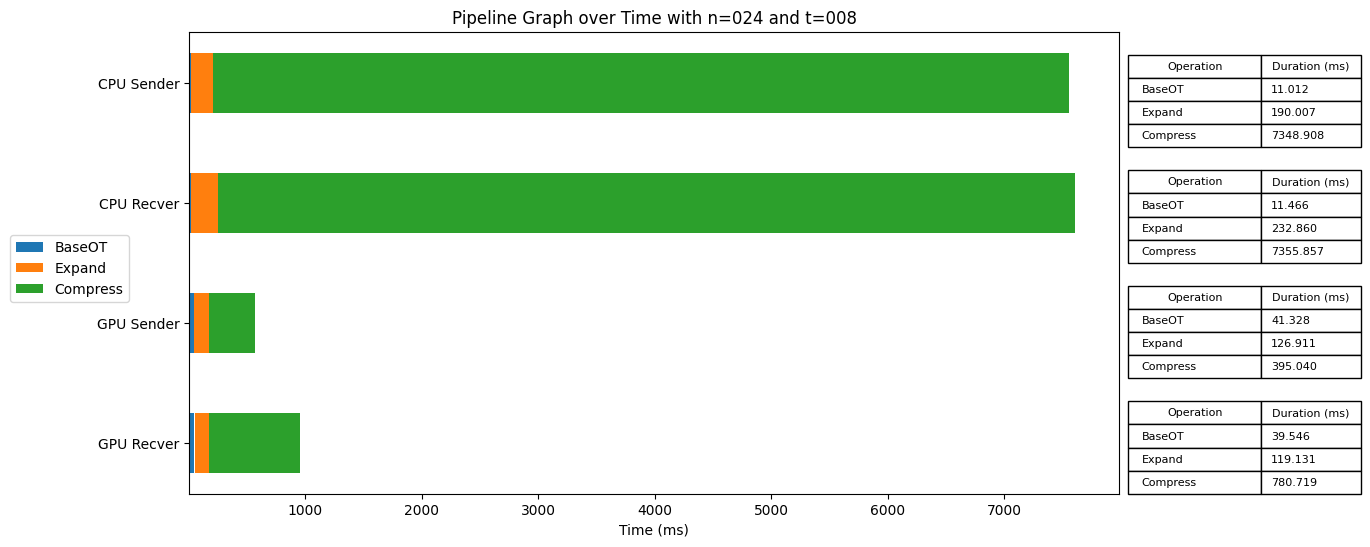 Pipeline Graph over Time with n=024 and t=008
CPU Sender
CPU Recver
GPU Sender
GPU Recver
BaseOT
Expand
Compress
1000 2000 3000 4000 5000 6000 7000
Time (ms)
Operation Duration (ms)
BaseOT 11.012
Expand 190.007
Compress 7348.908
Operation Duration (ms)
BaseOT 11.466
Expand 232.860
Compress 7355.857
Operation Duration (ms)
BaseOT 41.328
Expand 126.911
Compress 395.040
Operation Duration (ms)
BaseOT 39.546
Expand 119.131
Compress 780.719